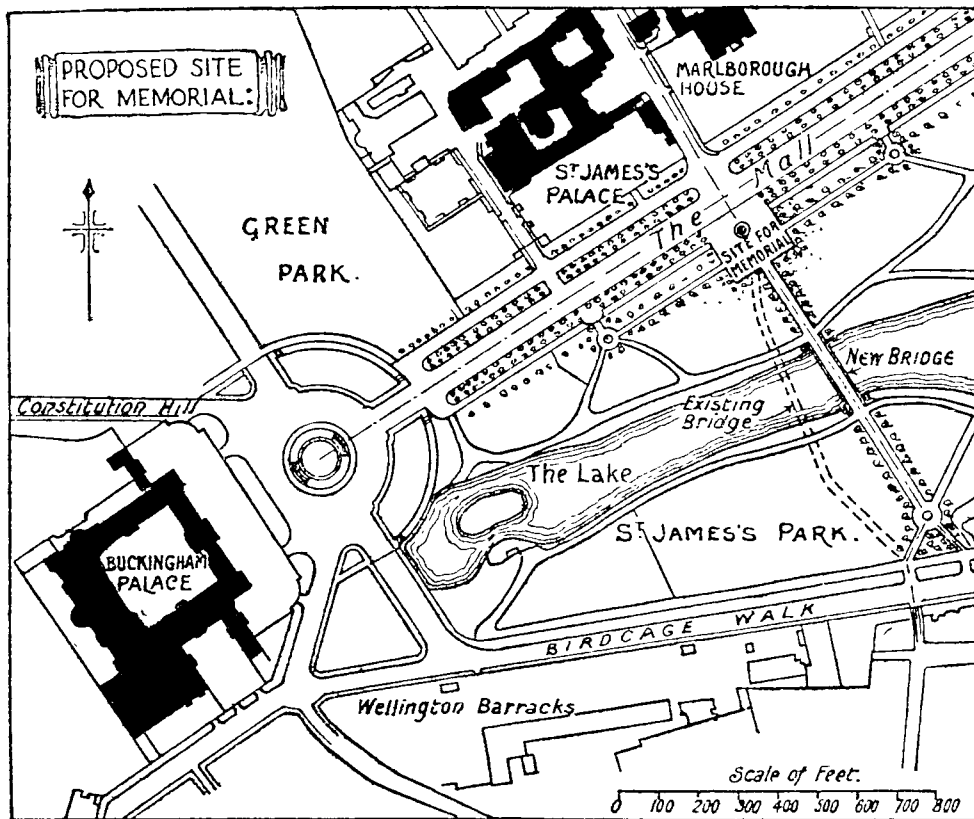 PROPOSED SITE
FOR MEMORIAL:
MARLBOROUGH
HOUSE
ST JAMES'S
PALACE
The Mall
GREEN
PARK.
SITE FOR
MEMORIAL
NEW BRIDGE
Existing
Bridge
Constitution Hill
The Lake
ST JAMES'S PARK.
BUCKINGHAM
PALACE
BIRDCAGE WALK
Wellington Barracks
Scale of Feet.
0 100 200 300 400 500 600 700 800